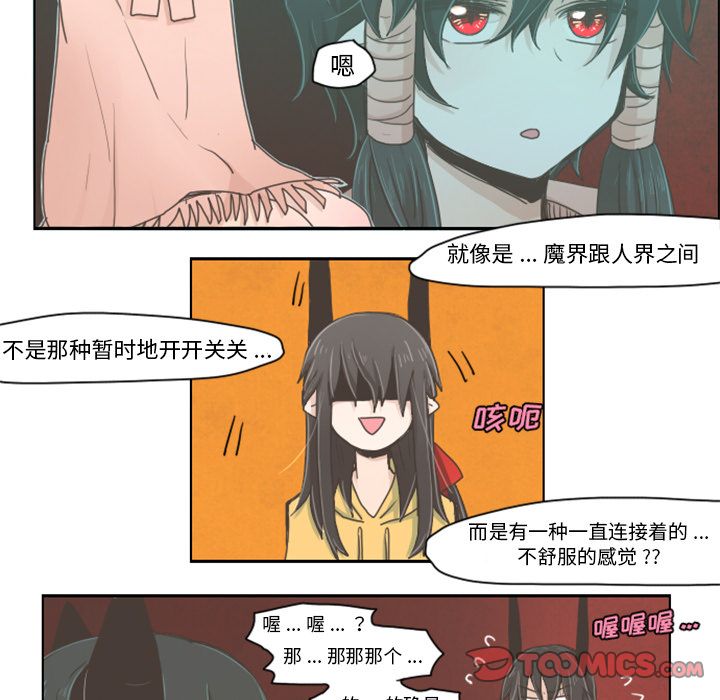 嗯
就像是 ... 魔界跟人界之间
不是那种暂时地开开关关 ...
咳呃
而是有一种一直连接着的 ...
不舒服的感觉 ??
喔 ... 喔 ... ?
那 ... 那那那个 ...
喔喔喔 ...
TOOMICS.COM